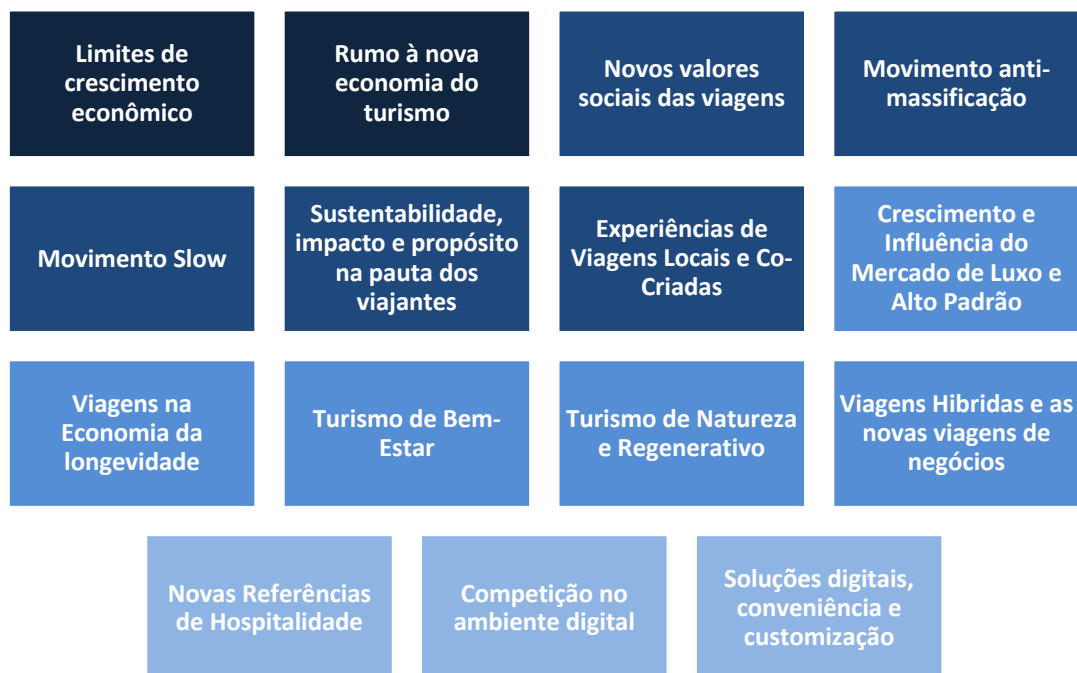 Limites de
crescimento
econômico
Rumo à nova
economia do
turismo
Novos valores
sociais das viagens
Movimento anti-
massificação
Movimento Slow
Sustentabilidade,
impacto e propósito
na pauta dos
viajantes
Experiências de
Viagens Locais e Co-
Criadas
Crescimento e
Influência do
Mercado de Luxo e
Alto Padrão
Viagens na
Economia da
longevidade
Turismo de Bem-
Estar
Turismo de Natureza
e Regenerativo
Viagens Hibridas e as
novas viagens de
negócios
Novas Referências
de Hospitalidade
Competição no
ambiente digital
Soluções digitais,
conveniência e
customização